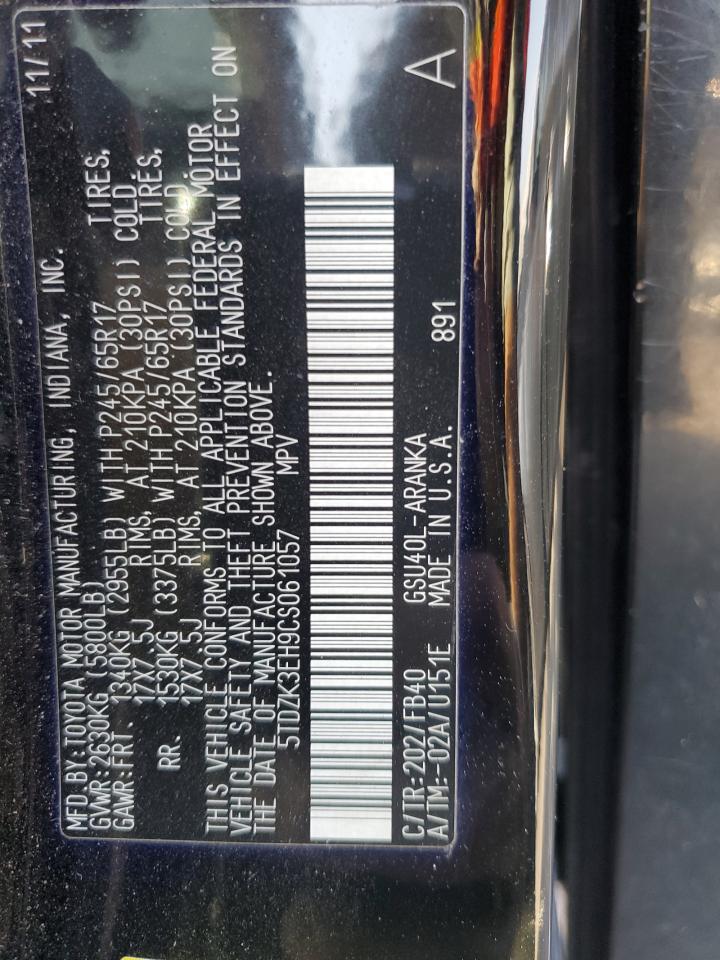 MFD.BY:TOYOTA MOTOR MANUFACTURING, INDIANA, INC. 11/11
GVWR:2630KG (5800LB)
GAWR:FRT. 1340KG (2955LB) WITH P245/65R17 TIRES,
17X7.5J RIMS, AT 210KPA (30PSI) COLD.
RR. 1530KG (3375LB) WITH P245/65R17 TIRES,
17X7.5J RIMS, AT 210KPA (30PSI) COLD.
THIS VEHICLE CONFORMS TO ALL APPLICABLE FEDERAL MOTOR
VEHICLE SAFETY AND THEFT PREVENTION STANDARDS IN EFFECT ON
THE DATE OF MANUFACTURE SHOWN ABOVE.
5TDZK3EH9CS061057 MPV
C/TR:202/FB40 GSU40L-ARANKA A
A/TM:-02A/U151E MADE IN U.S.A. 891